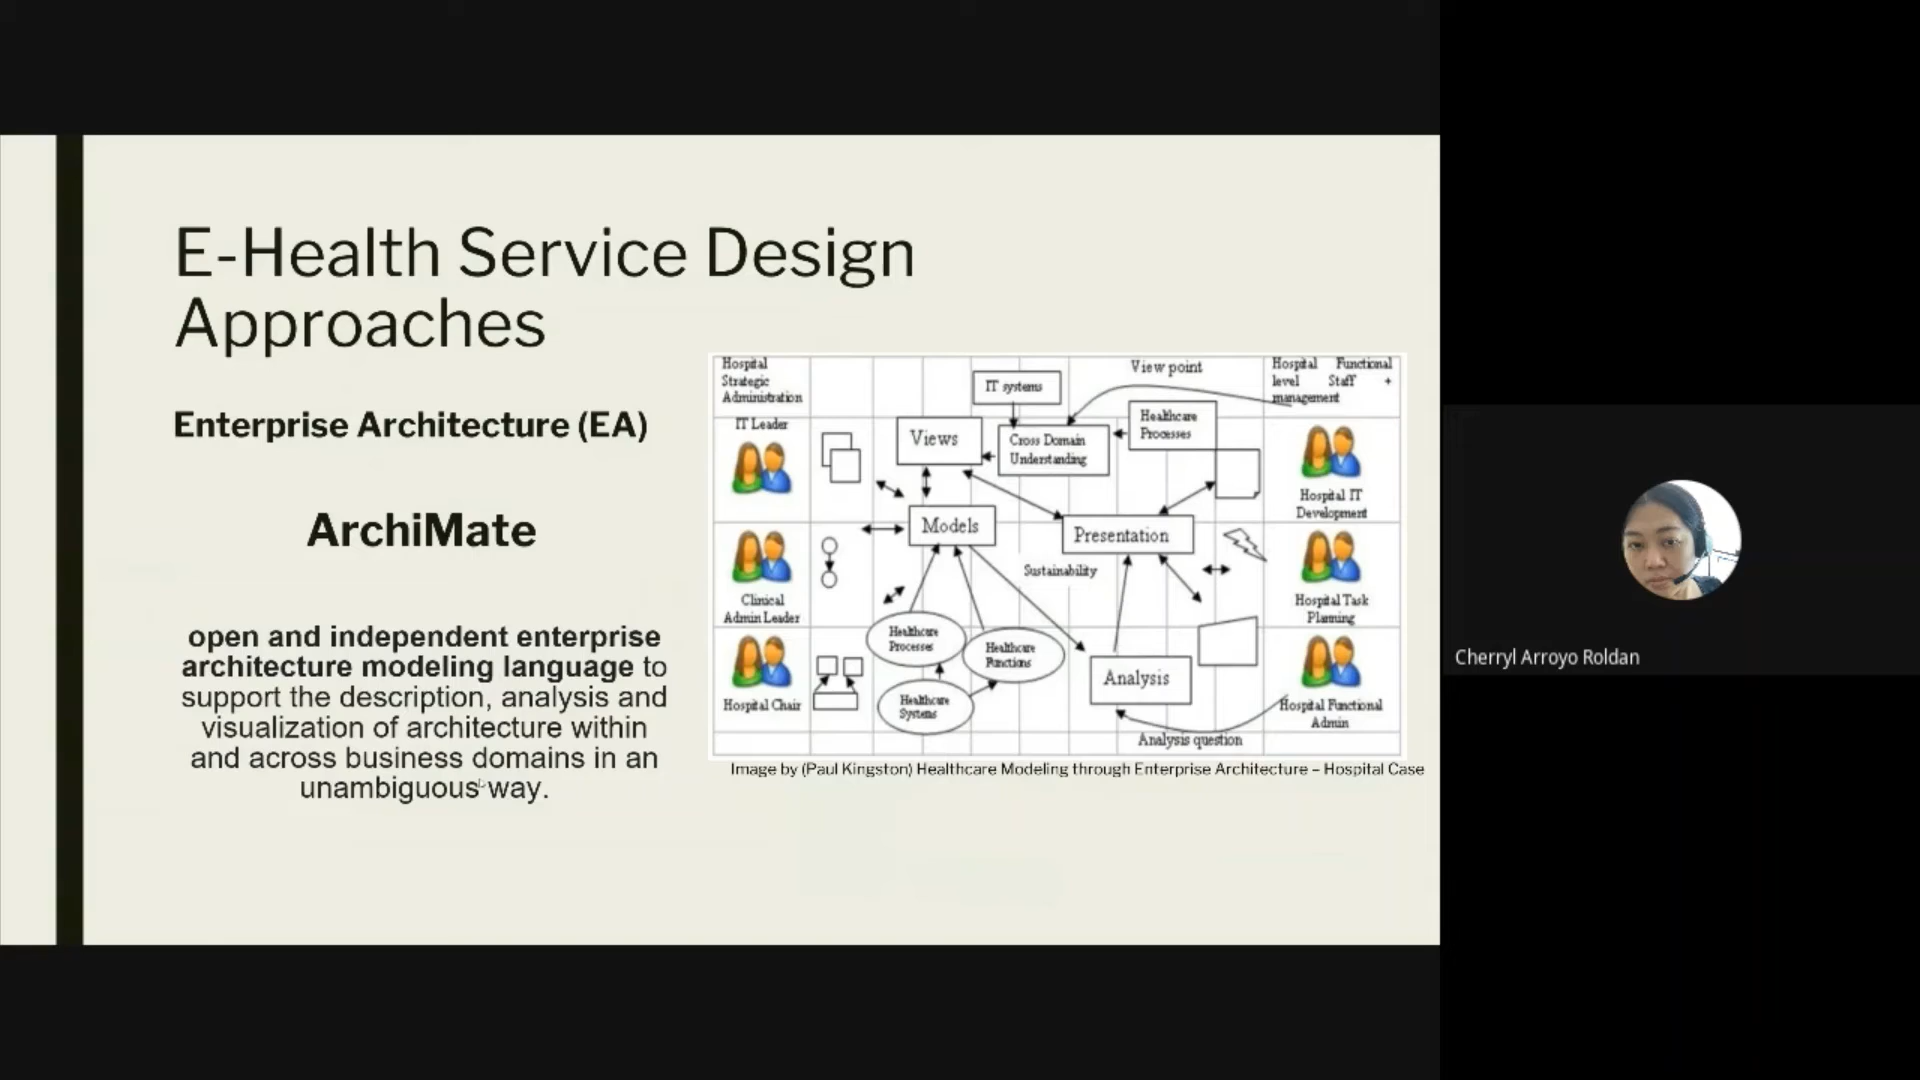 E-Health Service Design
Approaches
Enterprise Architecture (EA)
ArchiMate
open and independent enterprise
architecture modeling language to
support the description, analysis and
visualization of architecture within
and across business domains in an
unambiguous way.
Hospital
Strategic
Administration
IT Leader
Clinical
Admin Leader
Hospital Chair
IT systems
View point
Views
Cross Domain
Understanding
Healthcare
Processes
Models
Presentation
Sustainability
Healthcare
Processes
Healthcare
Functions
Healthcare
Systems
Analysis
Analysis question
Hospital Functional
level Staff +
management
Hospital IT
Development
Hospital Task
Planning
Hospital Functional
Admin
Image by (Paul Kingston) Healthcare Modeling through Enterprise Architecture – Hospital Case
Cherryl Arroyo Roldan